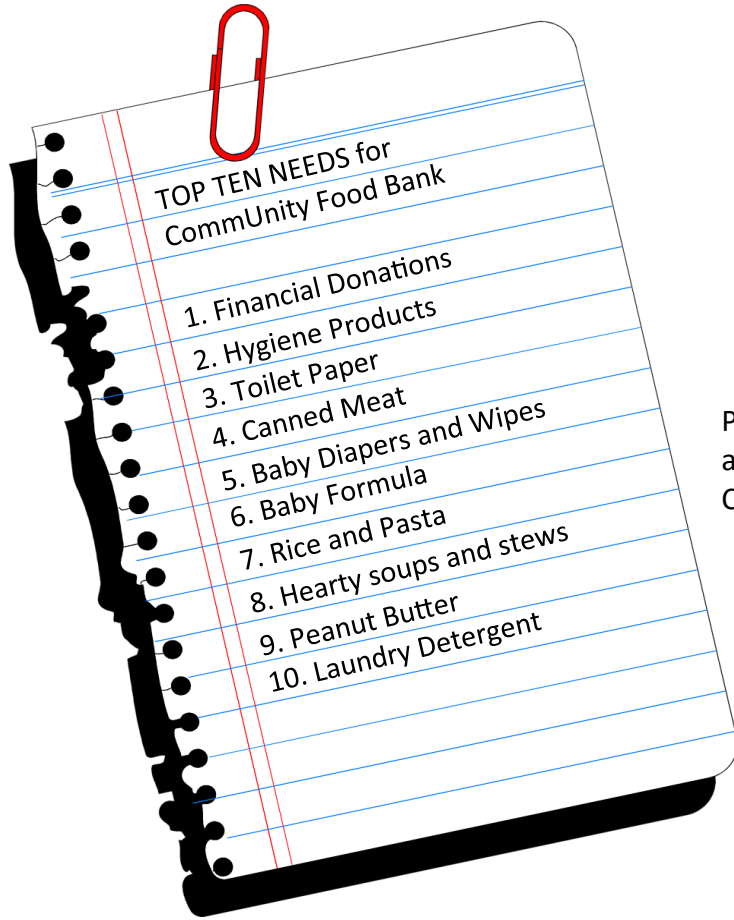 TOP TEN NEEDS for
CommUnity Food Bank
1. Financial Donations
2. Hygiene Products
3. Toilet Paper
4. Canned Meat
5. Baby Diapers and Wipes
6. Baby Formula
7. Rice and Pasta
8. Hearty soups and stews
9. Peanut Butter
10. Laundry Detergent